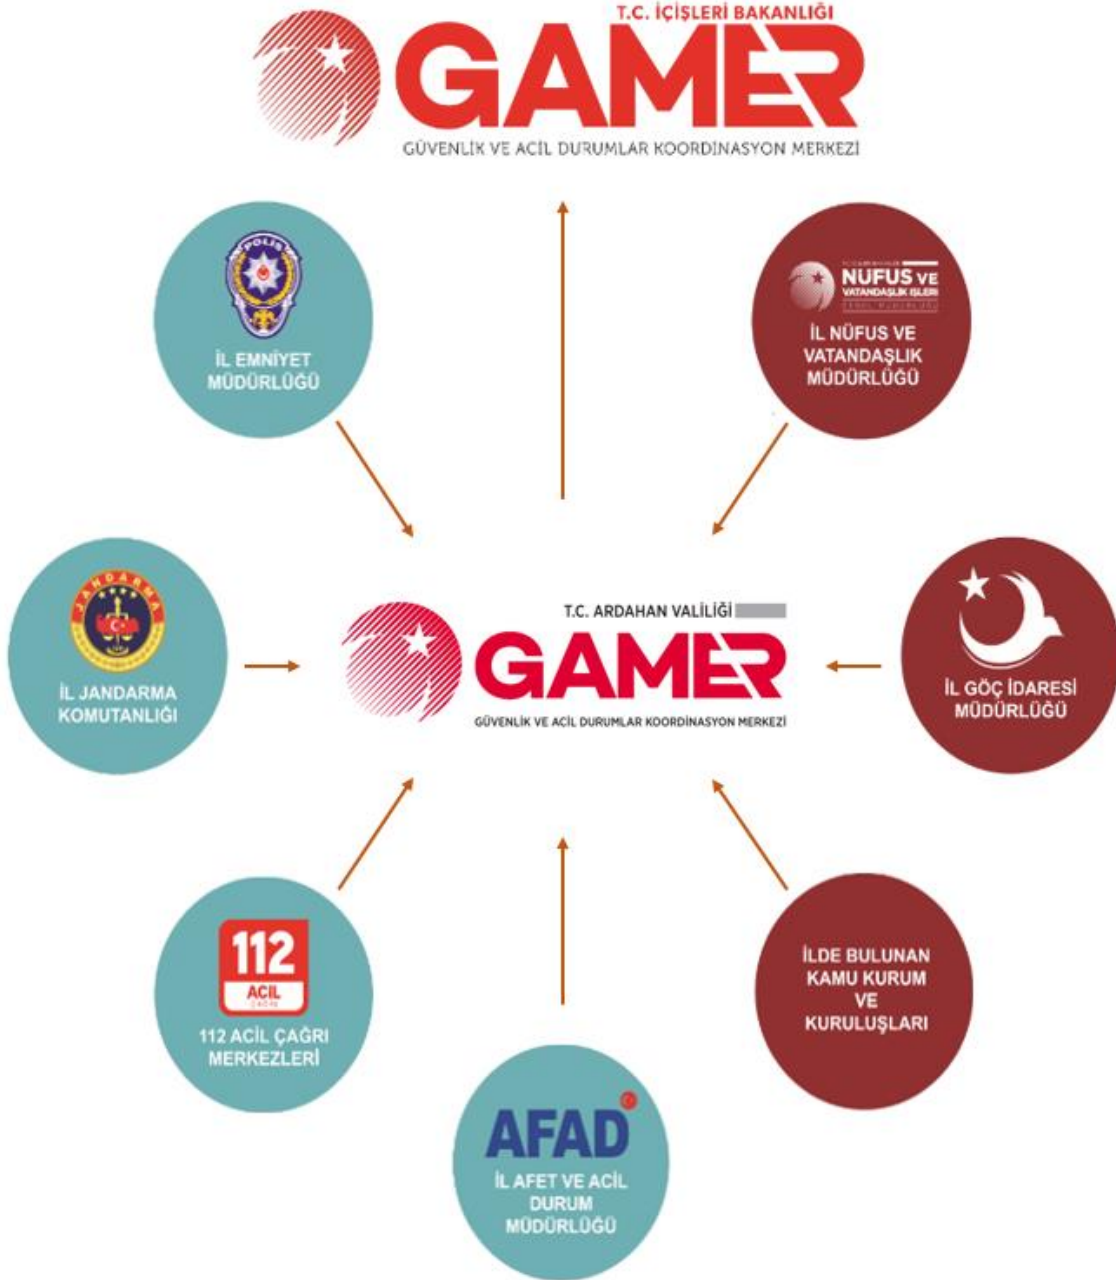 T.C. İÇİŞLERİ BAKANLIĞI
GAMER
GÜVENLİK VE ACİL DURUMLAR KOORDİNASYON MERKEZİ
POLİS
İL EMNİYET
MÜDÜRLÜĞÜ
NÜFUS VE
VATANDAŞLIK İŞLERİ
İL NÜFUS VE
VATANDAŞLIK
MÜDÜRLÜĞÜ
JANDARMA
İL JANDARMA
KOMUTANLIĞI
T.C. ARDAHAN VALİLİĞİ
GAMER
GÜVENLİK VE ACİL DURUMLAR KOORDİNASYON MERKEZİ
İL GÖÇ İDARESİ
MÜDÜRLÜĞÜ
112
ACİL
112 ACİL ÇAĞRI
MERKEZLERİ
İLDE BULUNAN
KAMU KURUM
VE
KURULUŞLARI
AFAD
İL AFET VE ACİL
DURUM
MÜDÜRLÜĞÜ